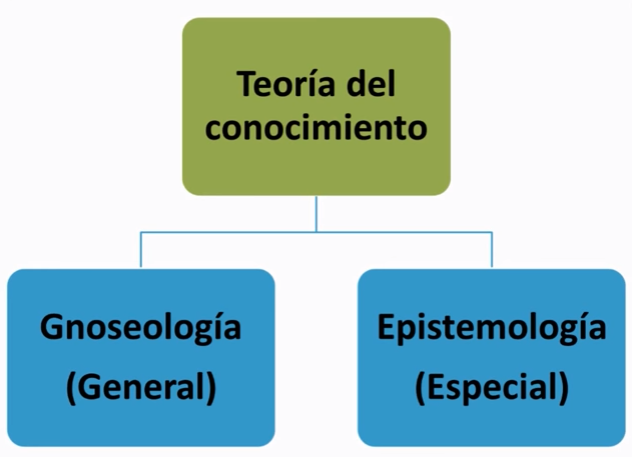 Teoría del
conocimiento
Gnoseología
(General)
Epistemología
(Especial)